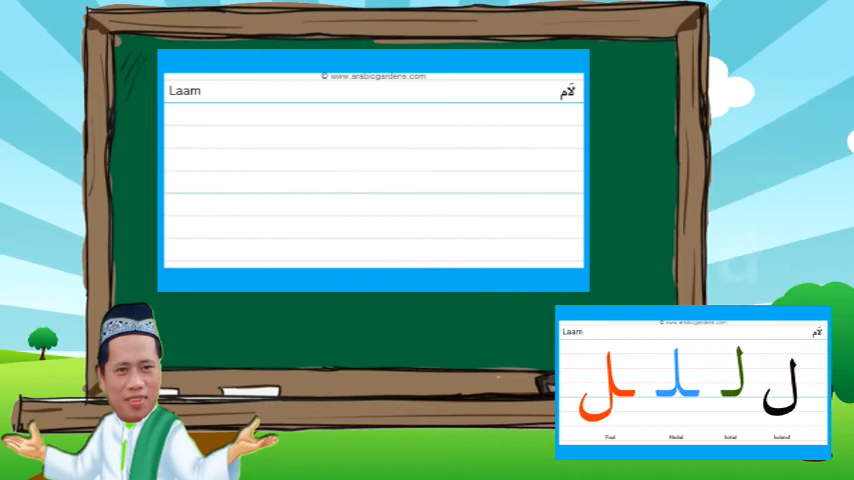 © www.arabicgardens.com
Laam لَام
© www.arabicgardens.com
Laam لَام
ـل ـلـ لـ ل
Final Medial Initial Isolated